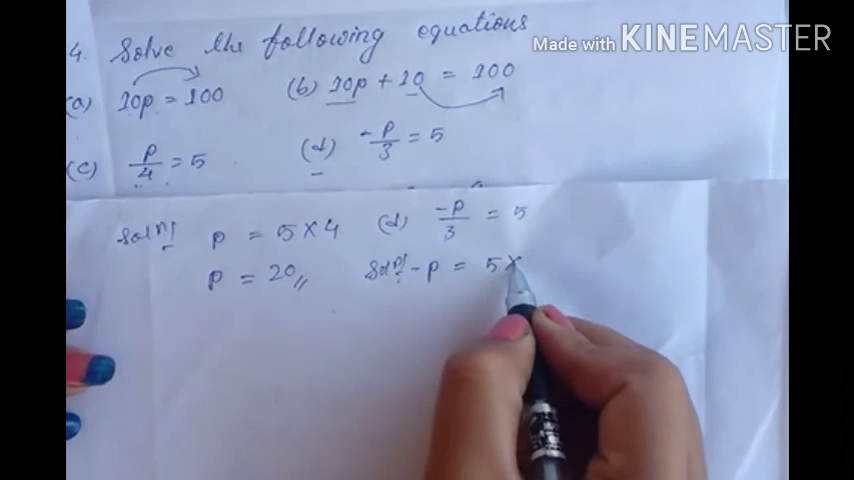 Made with KINEMASTER
4. Solve the following equations
(a) 10p = 100 (b) 10p + 10 = 100
(c) p/4 = 5 (d) -p/3 = 5
Solⁿ p = 5 × 4 (d) -p/3 = 5
p = 20,, Solⁿ - p = 5 ×